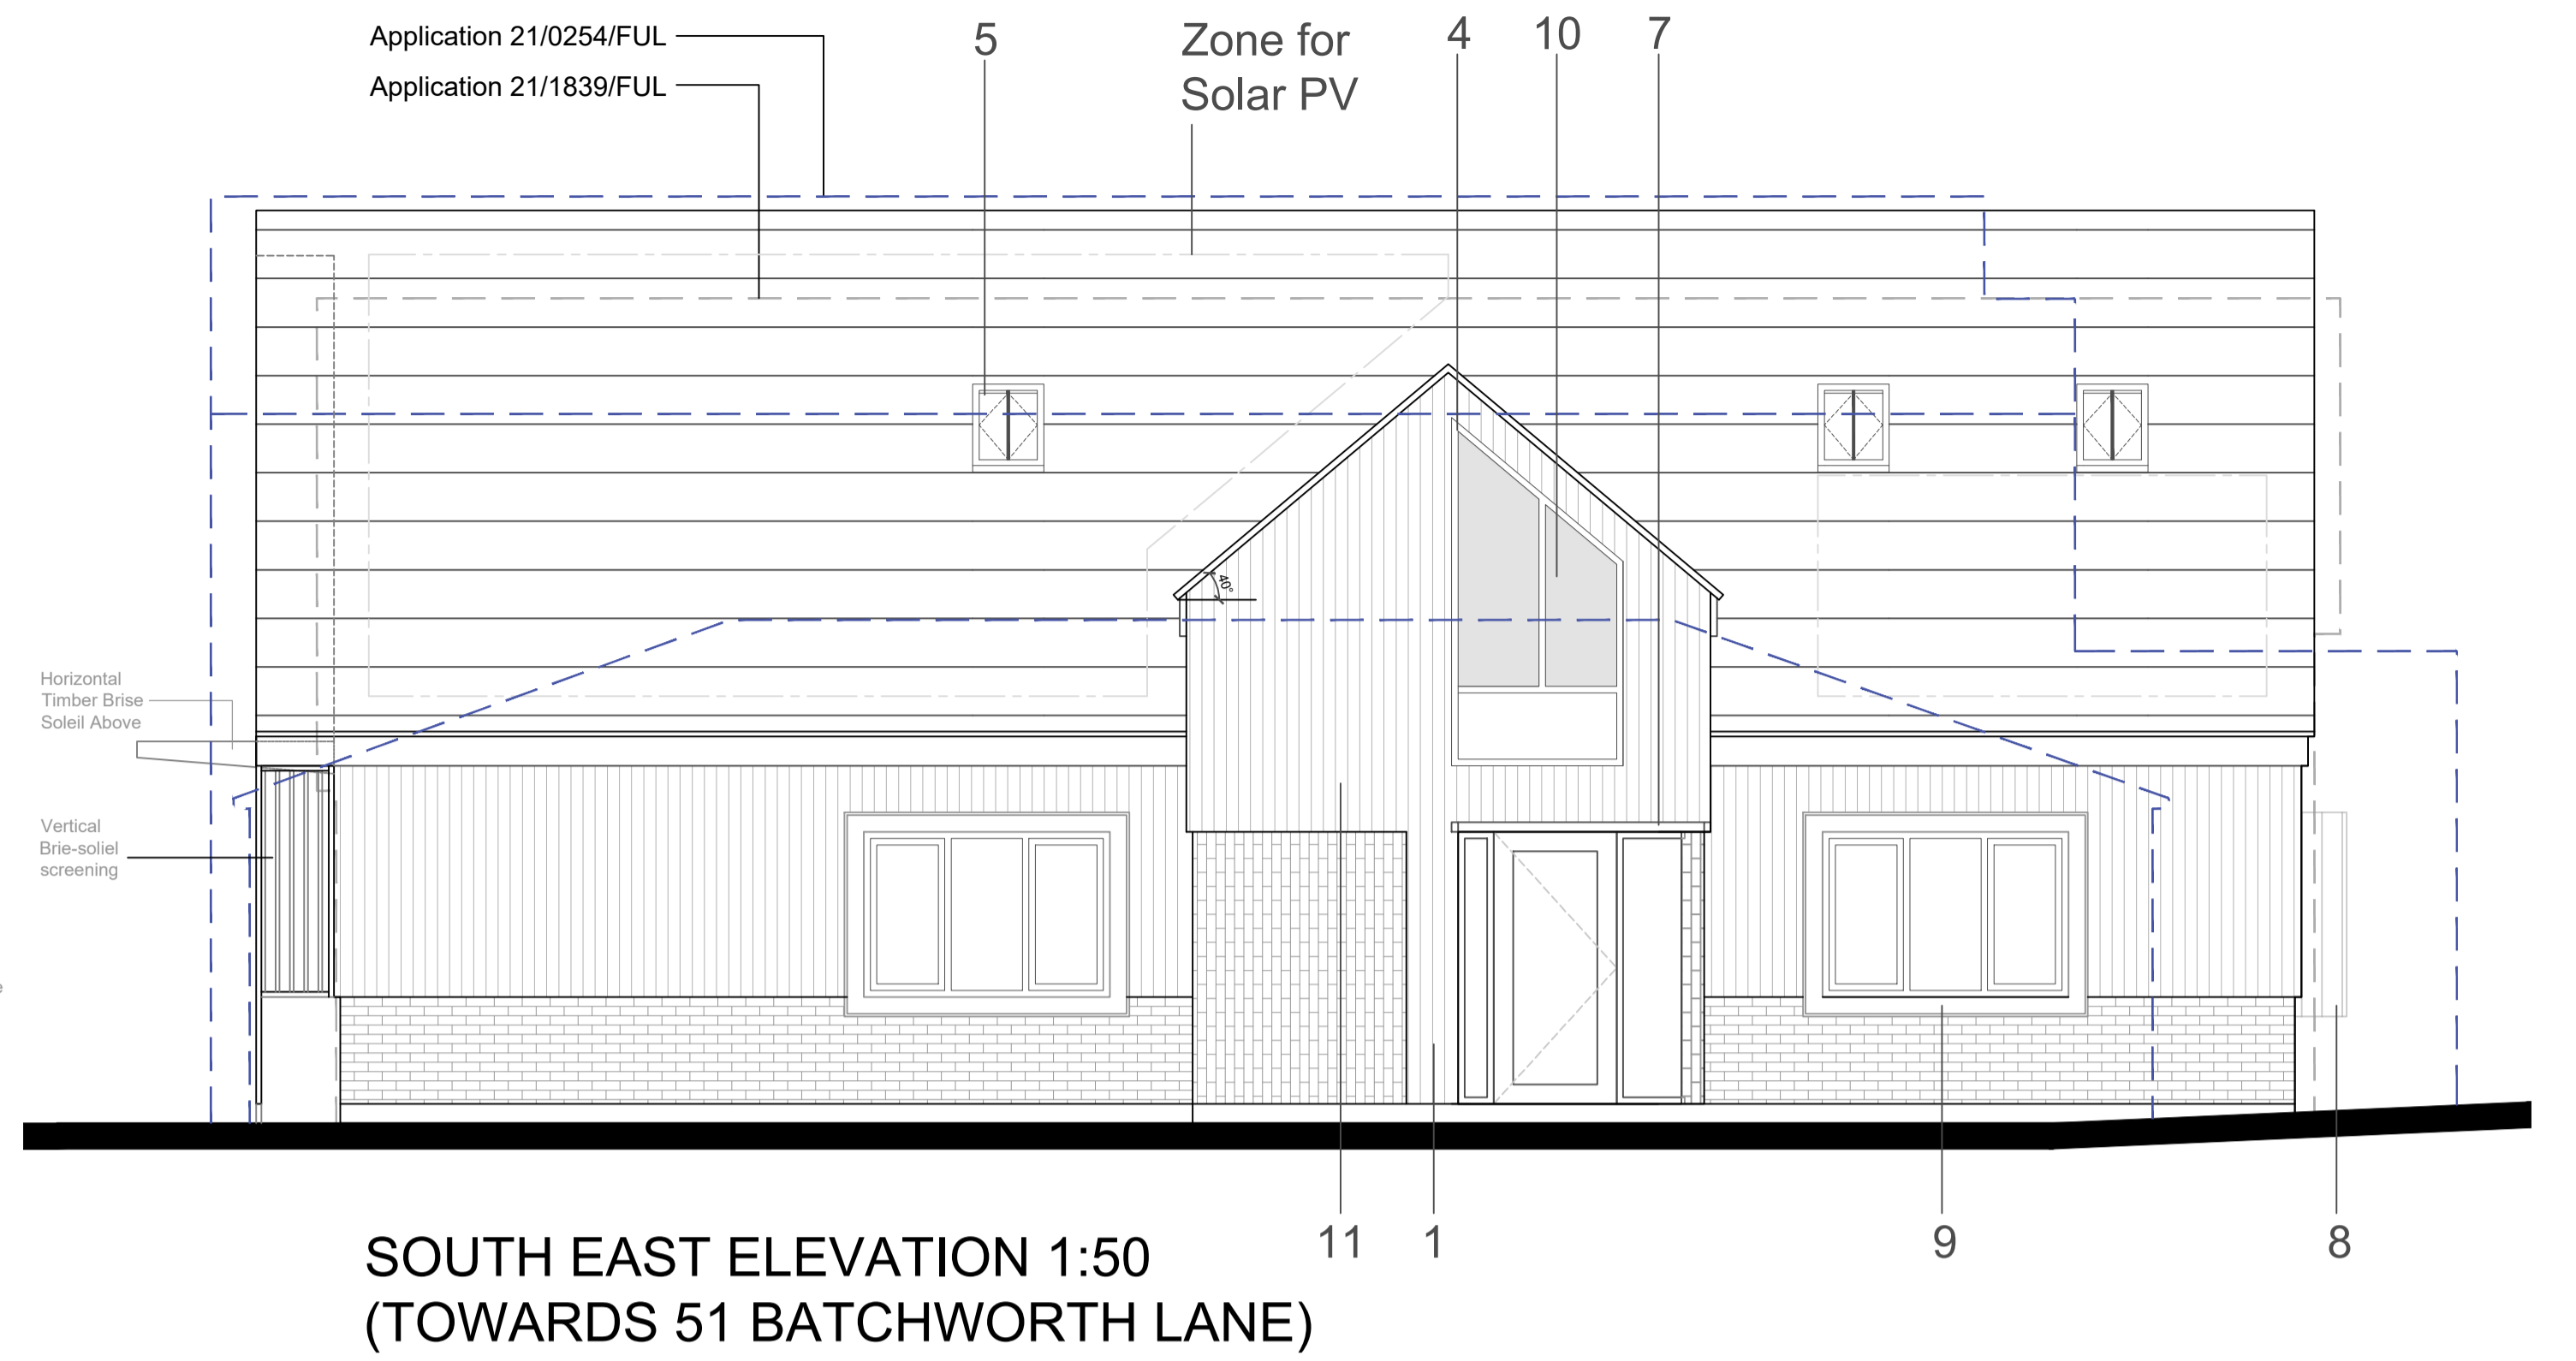 Application 21/0254/FUL
Application 21/1839/FUL
5
Zone for
Solar PV
4
10
7
40°
Horizontal
Timber Brise
Soleil Above
Vertical
Brie-soliel
screening
e
11
1
9
8
SOUTH EAST ELEVATION 1:50
(TOWARDS 51 BATCHWORTH LANE)